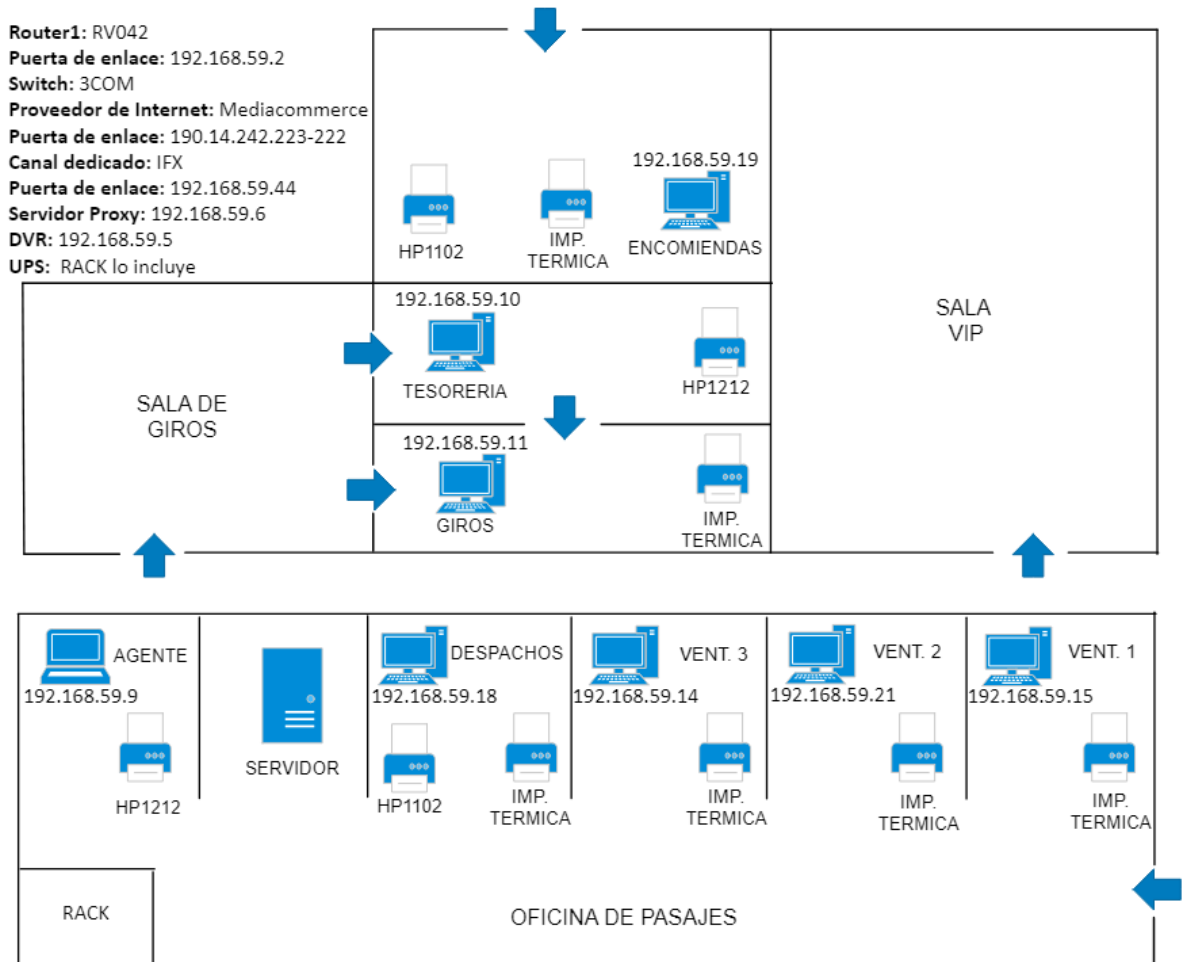 Router1: RV042
Puerta de enlace: 192.168.59.2
Switch: 3COM
Proveedor de Internet: Mediacommerce
Puerta de enlace: 190.14.242.223-222
Canal dedicado: IFX
Puerta de enlace: 192.168.59.44
Servidor Proxy: 192.168.59.6
DVR: 192.168.59.5
UPS: RACK lo incluye
192.168.59.19
HP1102
IMP.
TERMICA
ENCOMIENDAS
192.168.59.10
TESORERIA
HP1212
SALA DE
GIROS
192.168.59.11
GIROS
IMP.
TERMICA
SALA
VIP
AGENTE
192.168.59.9
HP1212
SERVIDOR
DESPACHOS
192.168.59.18
HP1102
IMP.
TERMICA
VENT. 3
192.168.59.14
IMP.
TERMICA
VENT. 2
192.168.59.21
IMP.
TERMICA
VENT. 1
192.168.59.15
IMP.
TERMICA
RACK
OFICINA DE PASAJES